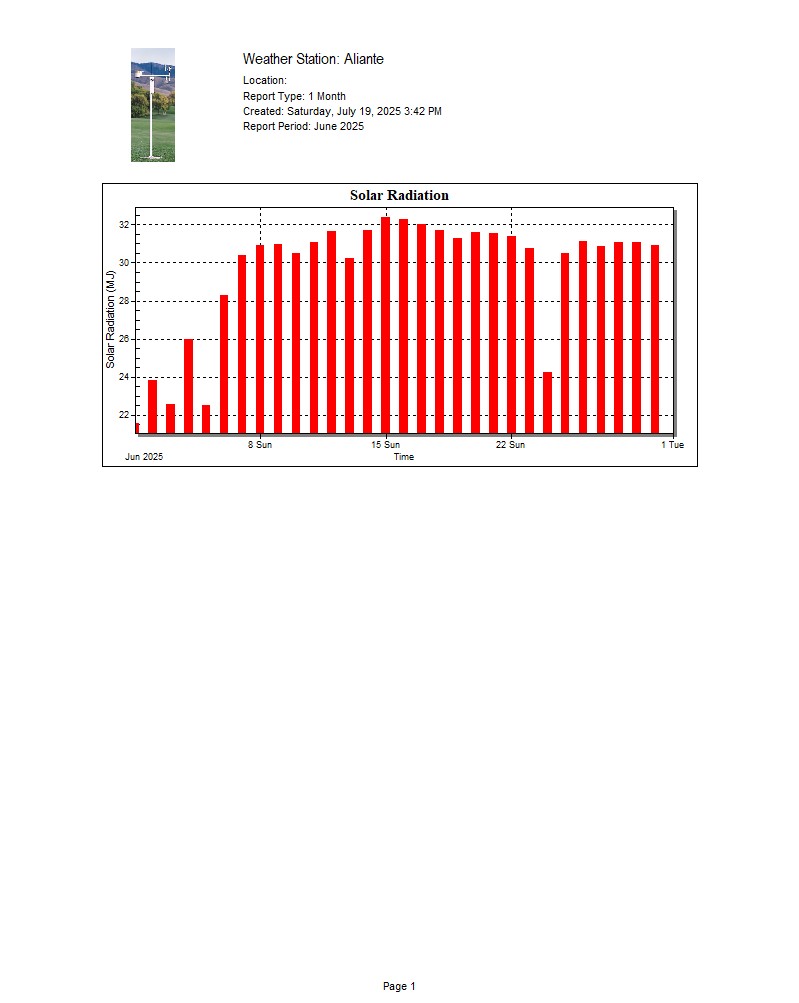 Weather Station: Aliante
Location:
Report Type: 1 Month
Created: Saturday, July 19, 2025 3:42 PM
Report Period: June 2025
Solar Radiation
Solar Radiation (MJ)
32
30
28
26
24
22
8 Sun
15 Sun
22 Sun
1 Tue
Jun 2025
Time
Page 1